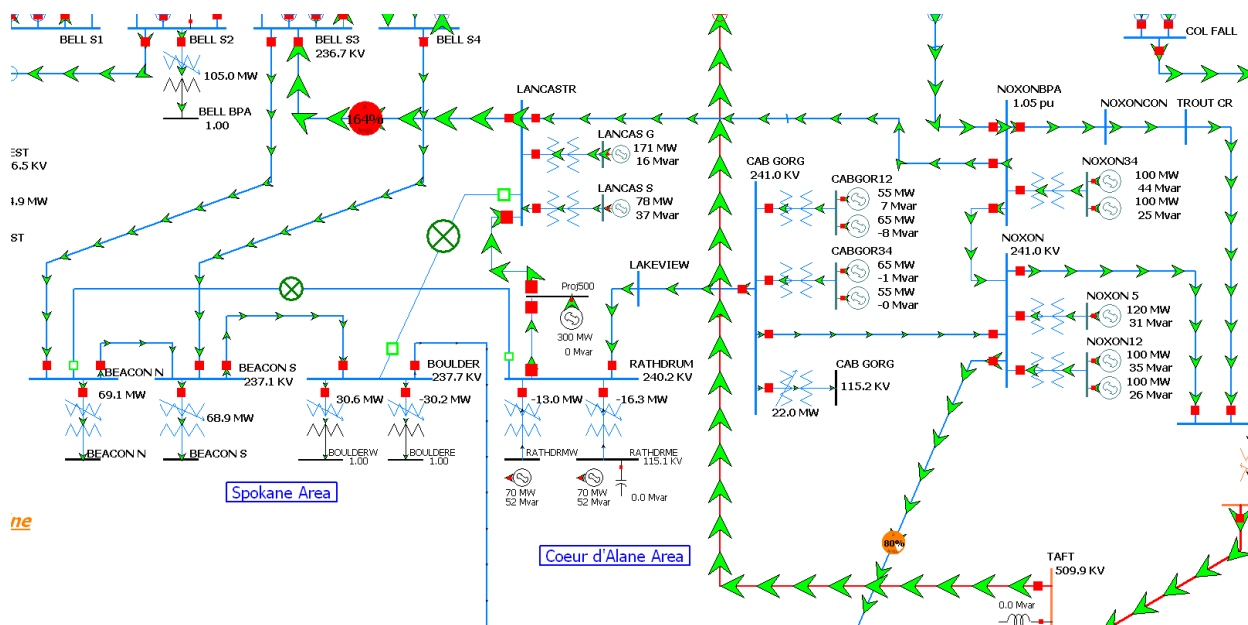 BELL S1
BELL S2
BELL S3
236.7 KV
BELL S4
COL FALL
105.0 MW
BELL BPA
1.00
164%
LANCASTR
NOXONBPA
1.05 pu
NOXONCON
TROUT CR
EST
6.5 KV
LANCAS G
171 MW
16 Mvar
CAB GORG
241.0 KV
CABGOR12
55 MW
7 Mvar
65 MW
-8 Mvar
NOXON34
100 MW
44 Mvar
100 MW
25 Mvar
4.9 MW
LANCAS S
78 MW
37 Mvar
ST
LAKEVIEW
CABGOR34
65 MW
-1 Mvar
55 MW
-0 Mvar
NOXON
241.0 KV
Proj500
300 MW
0 Mvar
NOXON 5
120 MW
31 Mvar
BEACON N
69.1 MW
BEACON S
237.1 KV
68.9 MW
BOULDER
237.7 KV
30.6 MW
-30.2 MW
RATHDRUM
240.2 KV
-13.0 MW
-16.3 MW
CAB GORG
115.2 KV
22.0 MW
NOXON12
100 MW
35 Mvar
100 MW
26 Mvar
BEACON N
BEACON S
BOULDERW
1.00
BOULDERE
1.00
RATHDRMW
RATHDRME
115.1 KV
70 MW
52 Mvar
70 MW
52 Mvar
0.0 Mvar
Spokane Area
ne
Coeur d'Alane Area
80%
TAFT
509.9 KV
0.0 Mvar